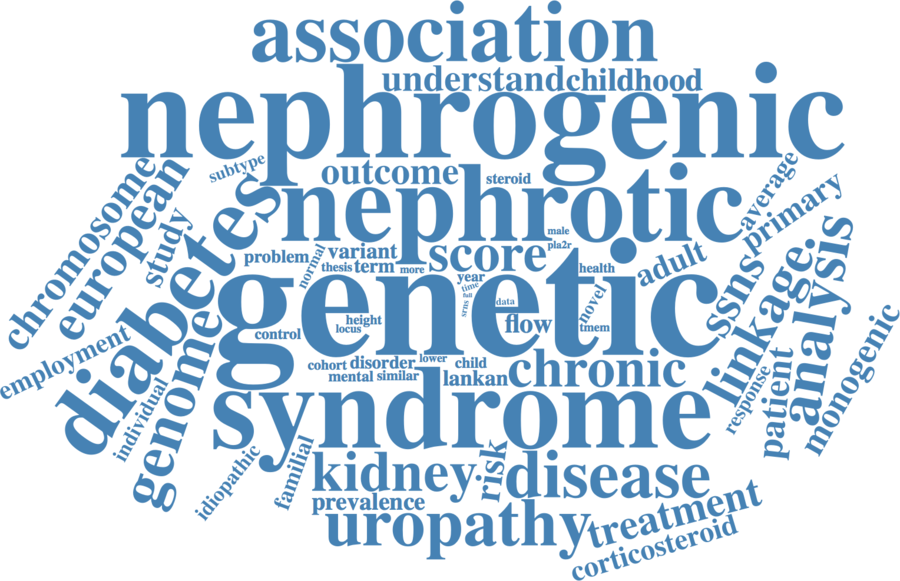 association
understand
childhood
nephrogenic
subtype
outcome
steroid
average
chromosome
european
study
diabetes
nephrotic
male
pla2r
primary
problem
normal
variant
score
thesis
term
more
year
health
adult
time
full
srns
data
novel
tmem
genetic
ssns
linkage.
analysis
control
height
locus
flow
employment
genome
individual
cohort
disorder
lower
child
mental
similar
lankan
chronic
response
patient
monogenic
syndrome
idiopathic
familial
kidney.
risk
disease
prevalence
uropathy
treatment
corticosteroid